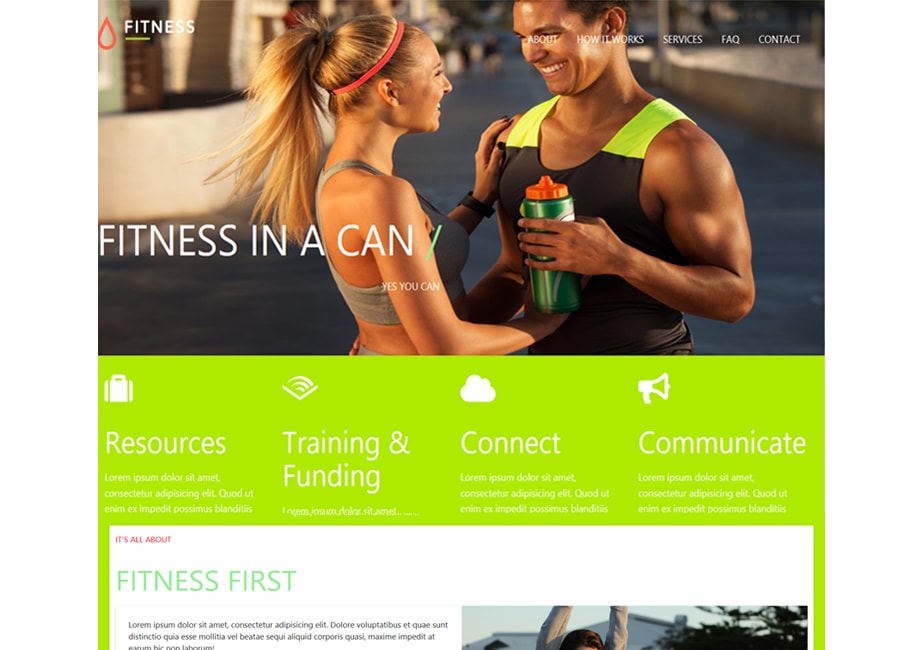 FITNESS
ABOUT HOW IT WORKS SERVICES FAQ CONTACT
FITNESS IN A CAN /
YES YOU CAN
Resources
Lorem ipsum dolor sit amet,
consectetur adipisicing elit. Quod ut
enim ex impedit possimus blanditiis
Training &
Funding
Lorem ipsum dolor sit amet,
Connect
Lorem ipsum dolor sit amet,
consectetur adipisicing elit. Quod ut
enim ex impedit possimus blanditiis
Communicate
Lorem ipsum dolor sit amet,
consectetur adipisicing elit. Quod ut
enim ex impedit possimus blanditiis
IT'S ALL ABOUT
FITNESS FIRST
Lorem ipsum dolor sit amet, consectetur adipisicing elit. Dolore voluptatibus et quae sunt
distinctio quia esse mollitia vel beatae sequi aliquid corporis quasi, maxime impedit at
earum hic non laborum!